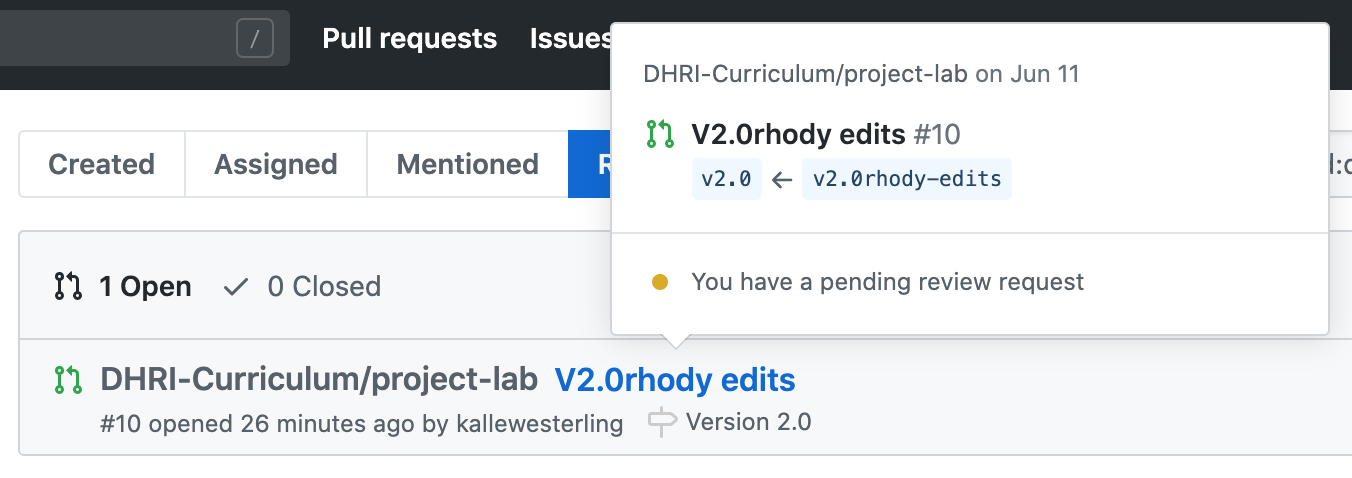 / Pull requests Issues
DHRI-Curriculum/project-lab on Jun 11
V2.0rhody edits #10
v2.0 ← v2.0rhody-edits
Created Assigned Mentioned R
You have a pending review request
1 Open 0 Closed
DHRI-Curriculum/project-lab V2.0rhody edits
#10 opened 26 minutes ago by kallewesterling Version 2.0